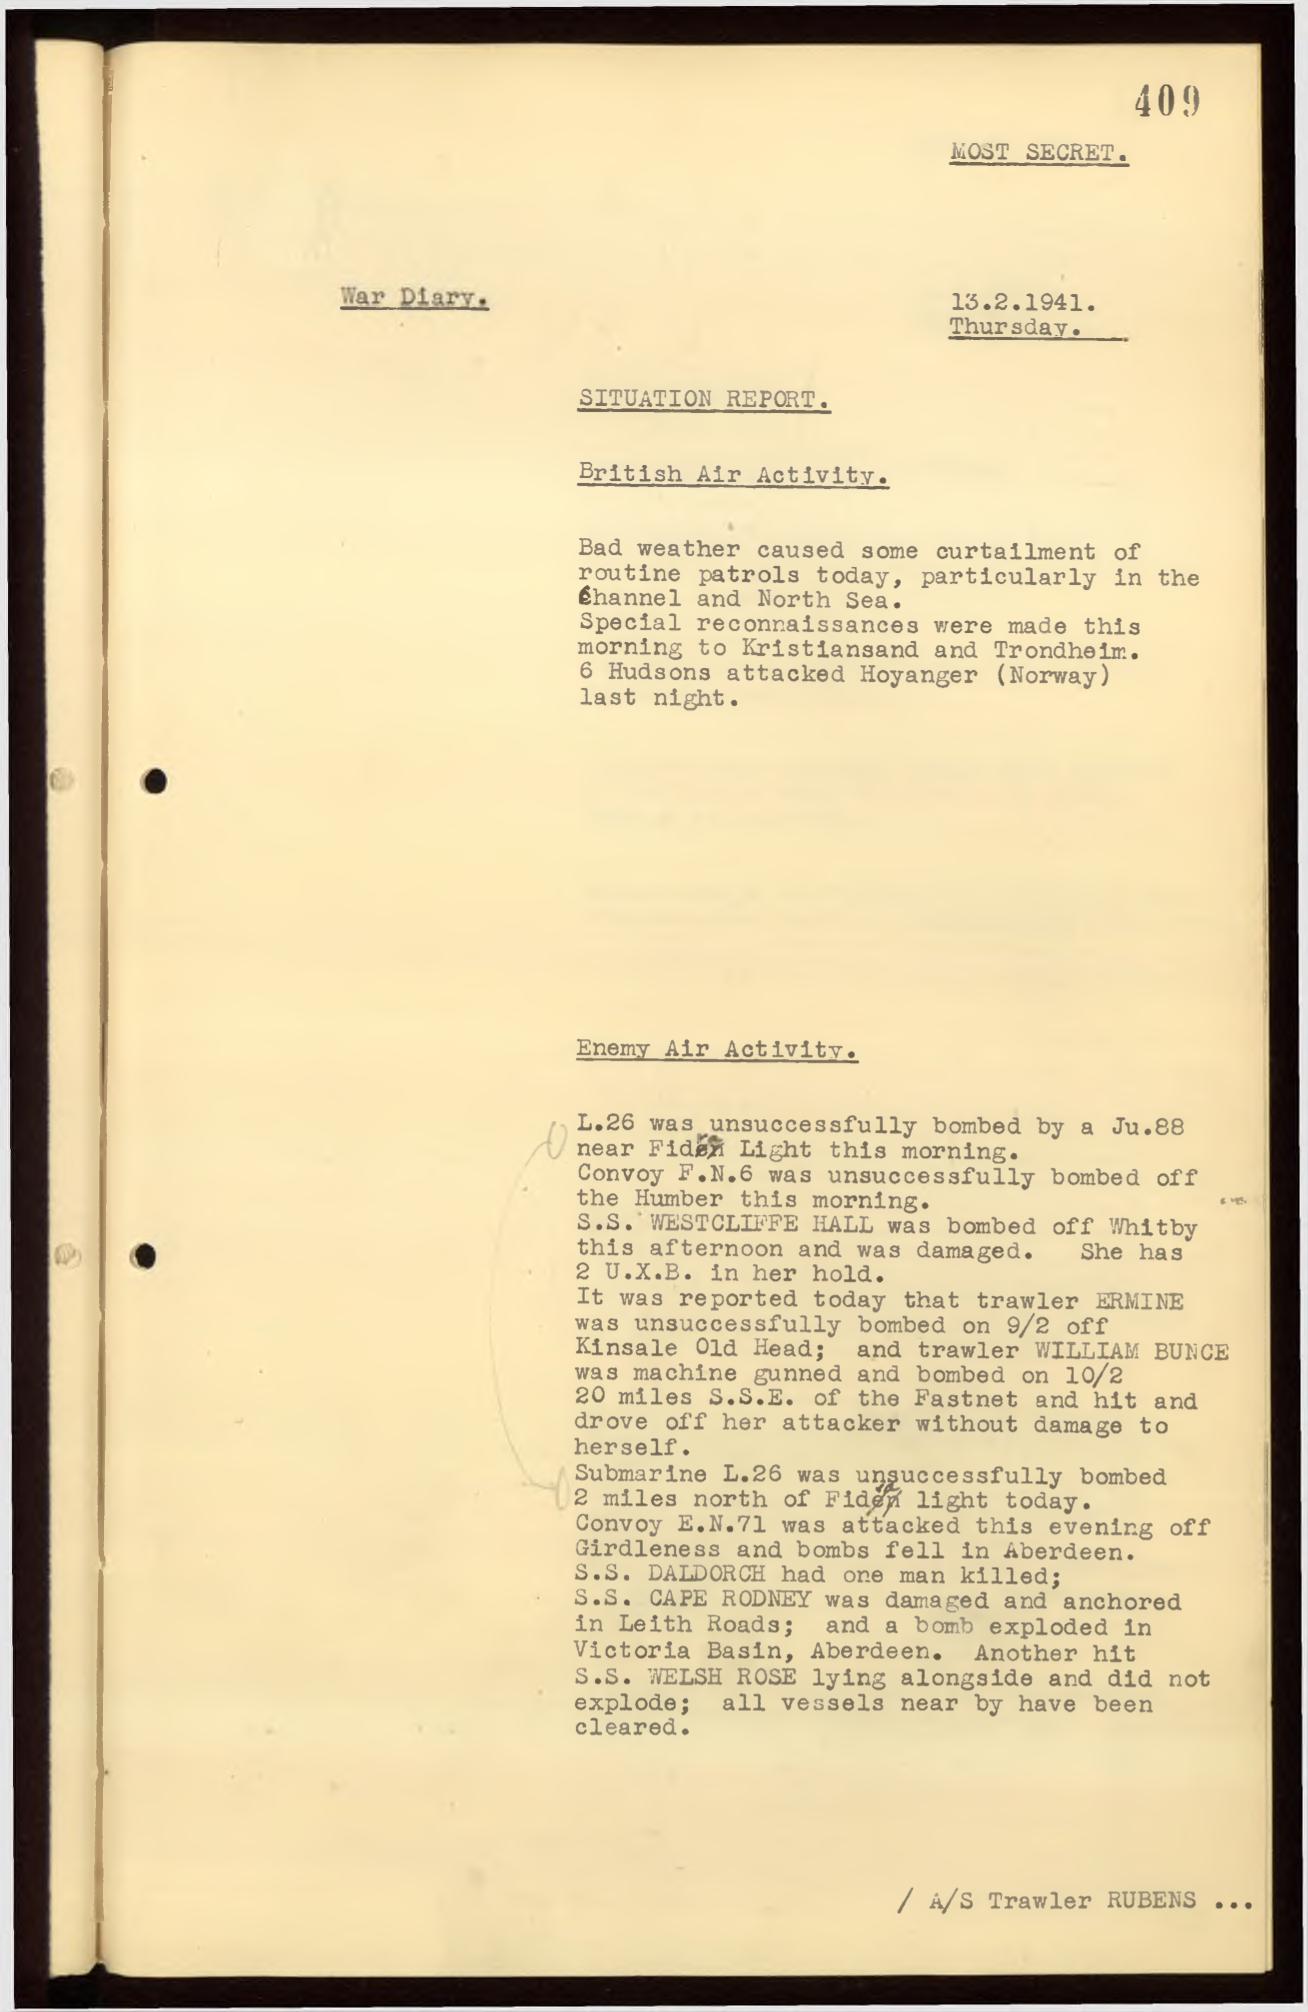 409
MOST SECRET.
War Diary.
13.2.1941.
Thursday.
SITUATION REPORT.
British Air Activity.
Bad weather caused some curtailment of
routine patrols today, particularly in the
Channel and North Sea.
Special reconnaissances were made this
morning to Kristiansand and Trondheim.
6 Hudsons attacked Hoyanger (Norway)
last night.
Enemy Air Activity.
L.26 was unsuccessfully bombed by a Ju.88
near Fidra Light this morning.
Convoy F.N.6 was unsuccessfully bombed off
the Humber this morning.
S.S. WESTCLIFFE HALL was bombed off Whitby
this afternoon and was damaged. She has
2 U.X.B. in her hold.
It was reported today that trawler ERMINE
was unsuccessfully bombed on 9/2 off
Kinsale Old Head; and trawler WILLIAM BUNCE
was machine gunned and bombed on 10/2
20 miles S.S.E. of the Fastnet and hit and
drove off her attacker without damage to
herself.
Submarine L.26 was unsuccessfully bombed
2 miles north of Fidra light today.
Convoy E.N.71 was attacked this evening off
Girdleness and bombs fell in Aberdeen.
S.S. DALDORCH had one man killed;
S.S. CAPE RODNEY was damaged and anchored
in Leith Roads; and a bomb exploded in
Victoria Basin, Aberdeen. Another hit
S.S. WELSH ROSE lying alongside and did not
explode; all vessels near by have been
cleared.
/ A/S Trawler RUBENS ...